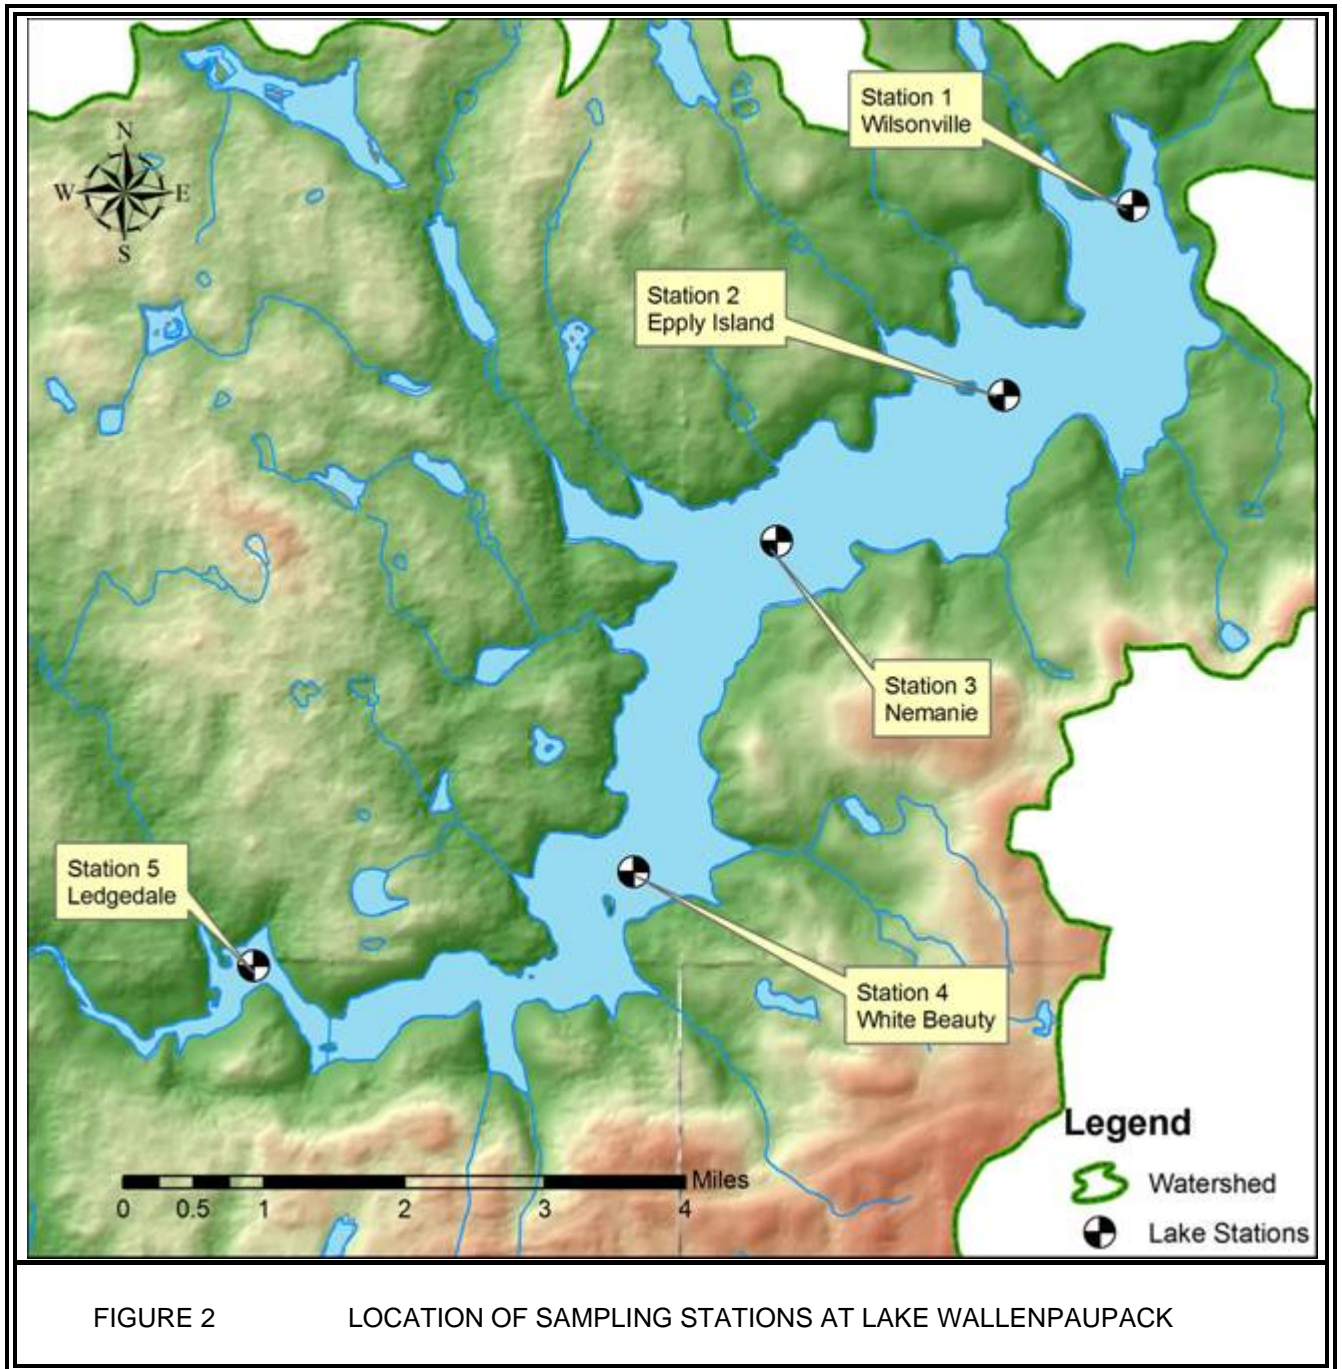 Station 1
Wilsonville
N
W E
S
Station 2
Epply Island
Station 3
Nemanie
Station 5
Ledgedale
Station 4
White Beauty
Legend
Watershed
Lake Stations
Miles
0 0.5 1 2 3 4
FIGURE 2 LOCATION OF SAMPLING STATIONS AT LAKE WALLENPAUPACK